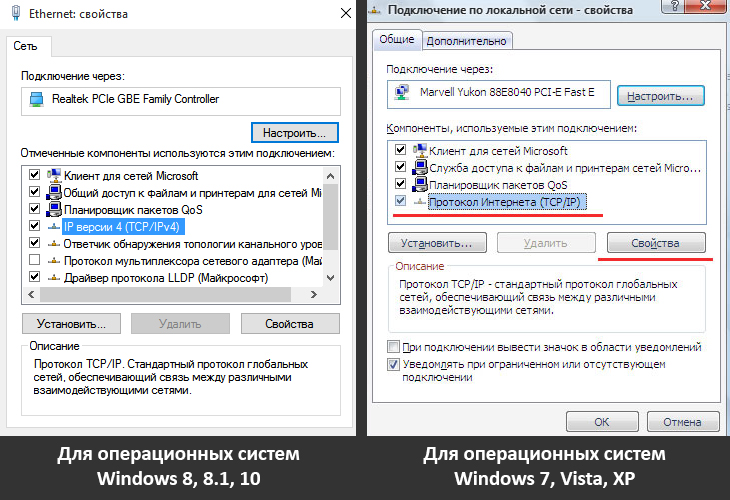 Ethernet: свойства
Сеть
Подключение через:
Realtek PCIe GBE Family Controller
Настроить...
Отмеченные компоненты используются этим подключением:
Клиент для сетей Microsoft
Общий доступ к файлам и принтерам для сетей Mi
Планировщик пакетов QoS
IP версии 4 (TCP/IPv4)
Ответчик обнаружения топологии канального уров
Протокол мультиплексора сетевого адаптера (Май
Драйвер протокола LLDP (Майкрософт)
Установить...
Удалить
Свойства
Описание
Протокол TCP/IP. Стандартный протокол глобальных
сетей, обеспечивающий связь между различными
взаимодействующими сетями.
Для операционных систем
Windows 8, 8.1, 10
Подключение по локальной сети - свойства
Общие
Дополнительно
Подключение через:
Marvell Yukon 88E8040 PCI-E Fast E
Настроить...
Компоненты, используемые этим подключением:
Клиент для сетей Microsoft
Служба доступа к файлам и принтерам сетей Micro...
Планировщик пакетов QoS
Протокол Интернета (TCP/IP)
Установить...
Удалить
Свойства
Описание
Протокол TCP/IP - стандартный протокол глобальных
сетей, обеспечивающий связь между различными
взаимодействующими сетями.
При подключении вывести значок в области уведомлений
Уведомлять при ограниченном или отсутствующем
подключении
OK
Отмена
Для операционных систем
Windows 7, Vista, XP